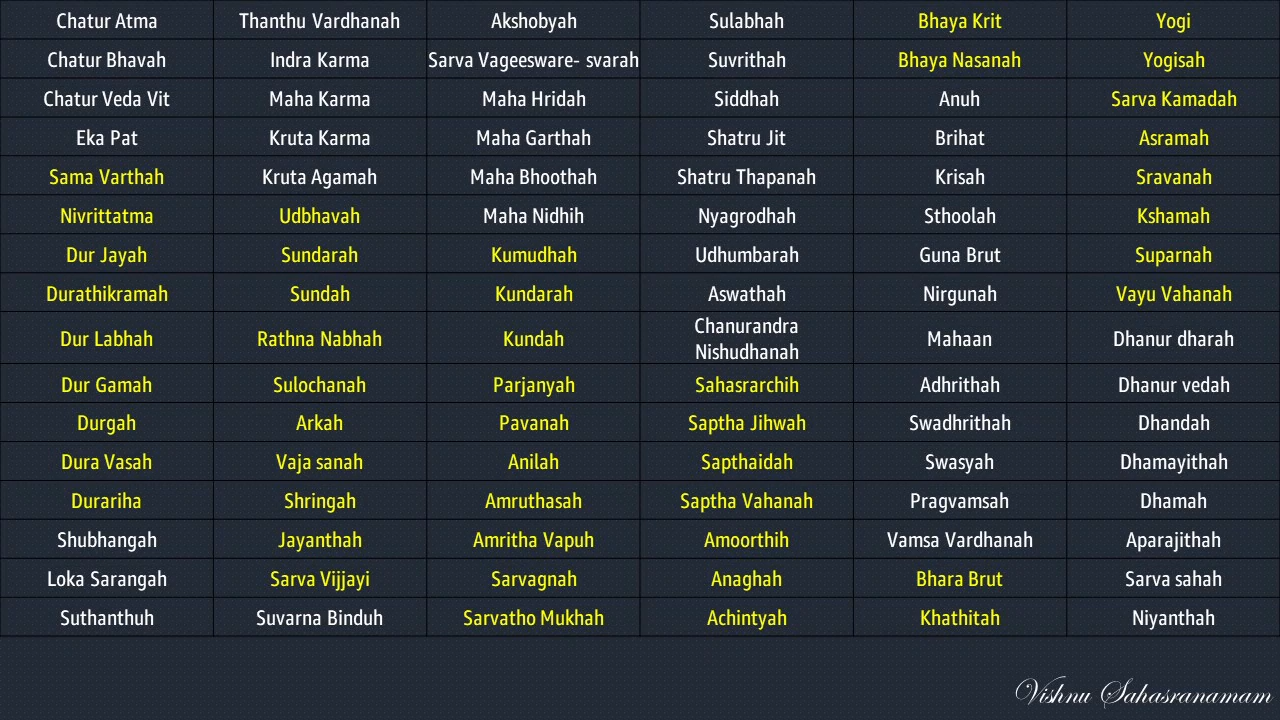 Chatur Atma Thanthu Vardhanah Akshobyah Sulabhah Bhaya Krit Yogi
Chatur Bhavah Indra Karma Sarva Vageesware- svarah Suvrithah Bhaya Nasanah Yogisah
Chatur Veda Vit Maha Karma Maha Hridah Siddhah Anuh Sarva Kamadah
Eka Pat Kruta Karma Maha Garthah Shatru Jit Brihat Asramah
Sama Varthah Kruta Agamah Maha Bhoothah Shatru Thapanah Krisah Sravanah
Nivrittatma Udbhavah Maha Nidhih Nyagrodhah Sthoolah Kshamah
Dur Jayah Sundarah Kumudhah Udhumbarah Guna Brut Suparnah
Durathikramah Sundah Kundarah Aswathah Nirgunah Vayu Vahanah
Dur Labhah Rathna Nabhah Kundah Chanurandra Nishudhanah Mahaan Dhanur dharah
Dur Gamah Sulochanah Parjanyah Sahasrarchih Adhrithah Dhanur vedah
Durgah Arkah Pavanah Saptha Jihwah Swadhrithah Dhandah
Dura Vasah Vaja sanah Anilah Sapthaidah Swasyah Dhamayithah
Durariha Shringah Amruthasah Saptha Vahanah Pragvamsah Dhamah
Shubhangah Jayanthah Amritha Vapuh Amoorthih Vamsa Vardhanah Aparajithah
Loka Sarangah Sarva Vijjayi Sarvagnah Anaghah Bhara Brut Sarva sahah
Suthanthuh Suvarna Binduh Sarvatho Mukhah Achintyah Khathitah Niyanthah
Vishnu Sahasranamam